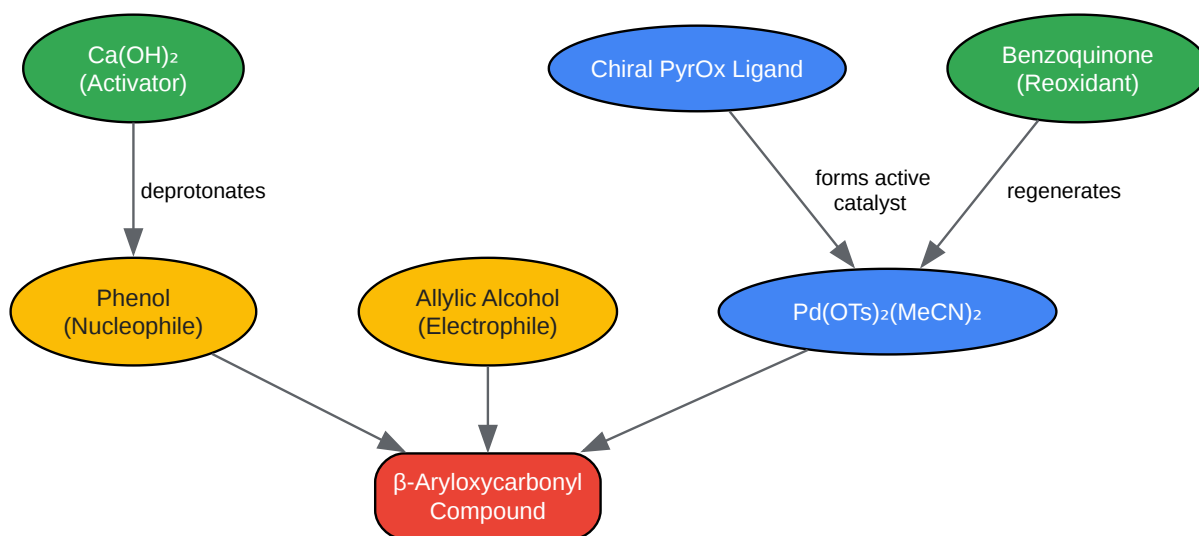 Ca(OH)₂
(Activator)
Chiral PyrOx Ligand
Benzoquinone
(Reoxidant)
deprotonates
forms active
catalyst
regenerates
Phenol
(Nucleophile)
Allylic Alcohol
(Electrophile)
Pd(OTs)₂(MeCN)₂
β-Aryloxycarbonyl
Compound